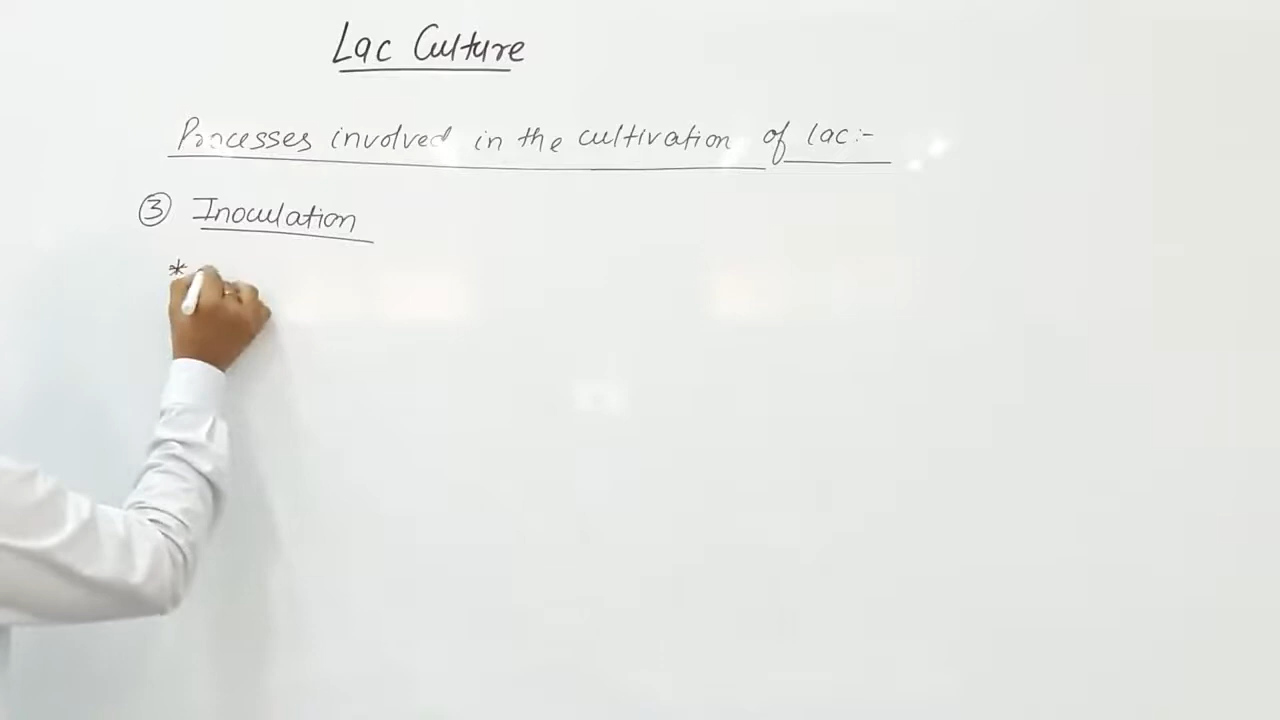 Lac Culture
Processes involved in the cultivation of lac:-
③ Inoculation
*